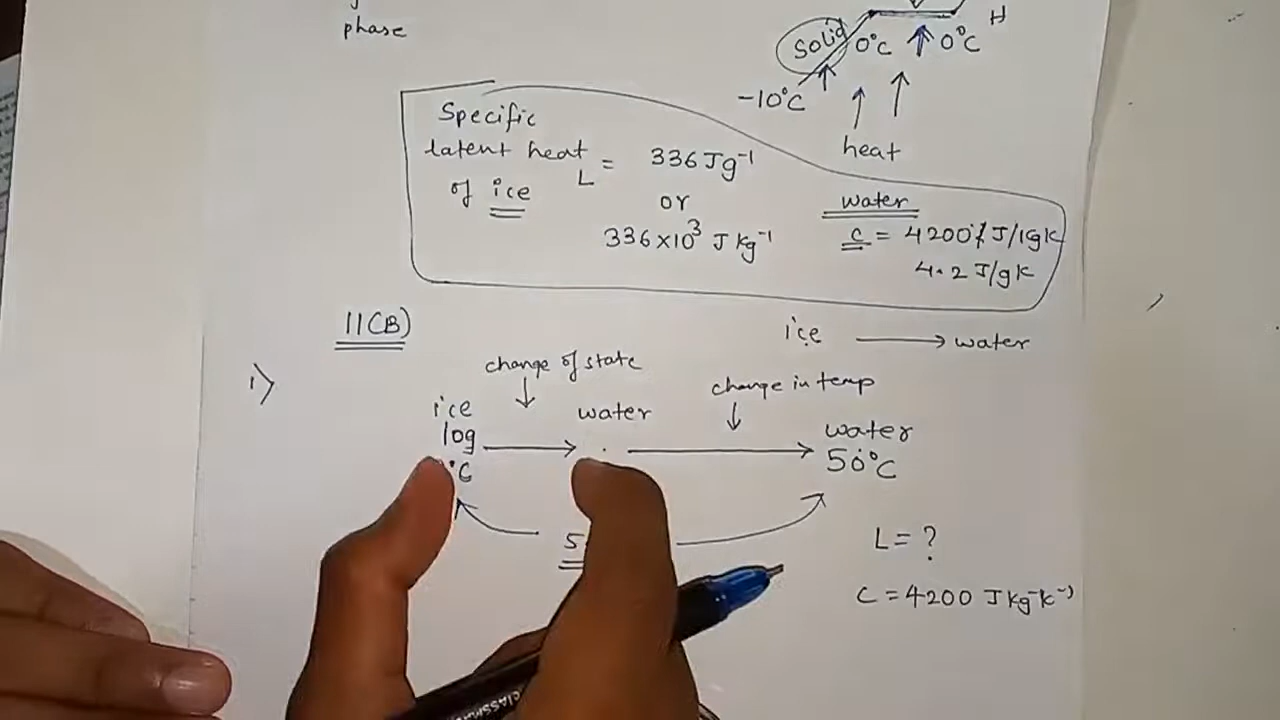 phase
Solid 0°C 0°C H
-10°C
heat
Specific
latent heat
of ice
L = 336 Jg⁻¹
or
336×10³ J kg⁻¹
water
c = 4200 J/kgk
4.2 J/gk
11(B)
ice → water
1)
change of state
change in temp
ice water water
10g 50°C
°C
5
L = ?
C = 4200 J kg⁻k⁻¹
CLASSM